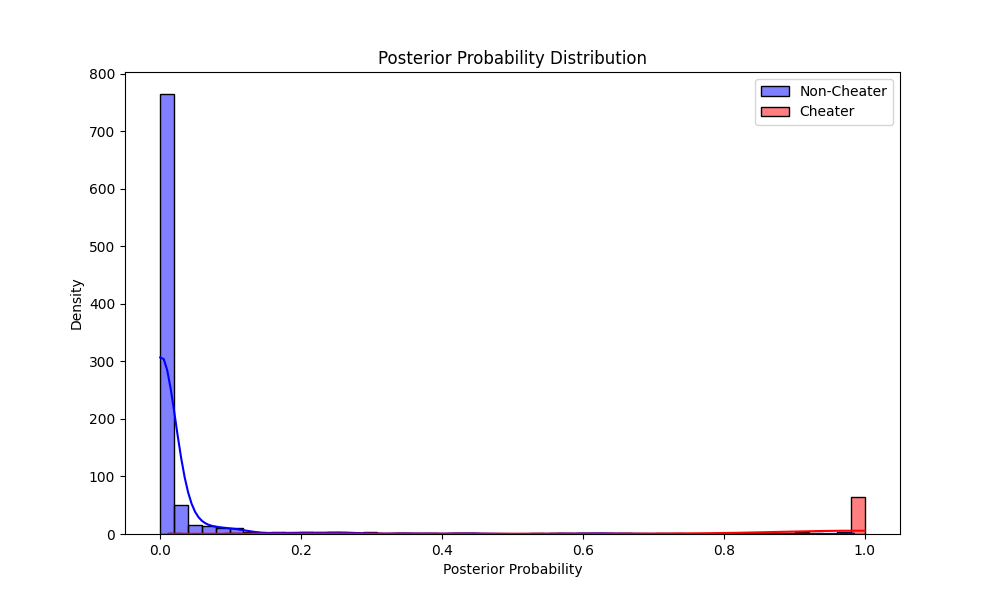 Posterior Probability Distribution
Non-Cheater
Cheater
Density
800
700
600
500
400
300
200
100
0
0.0 0.2 0.4 0.6 0.8 1.0
Posterior Probability